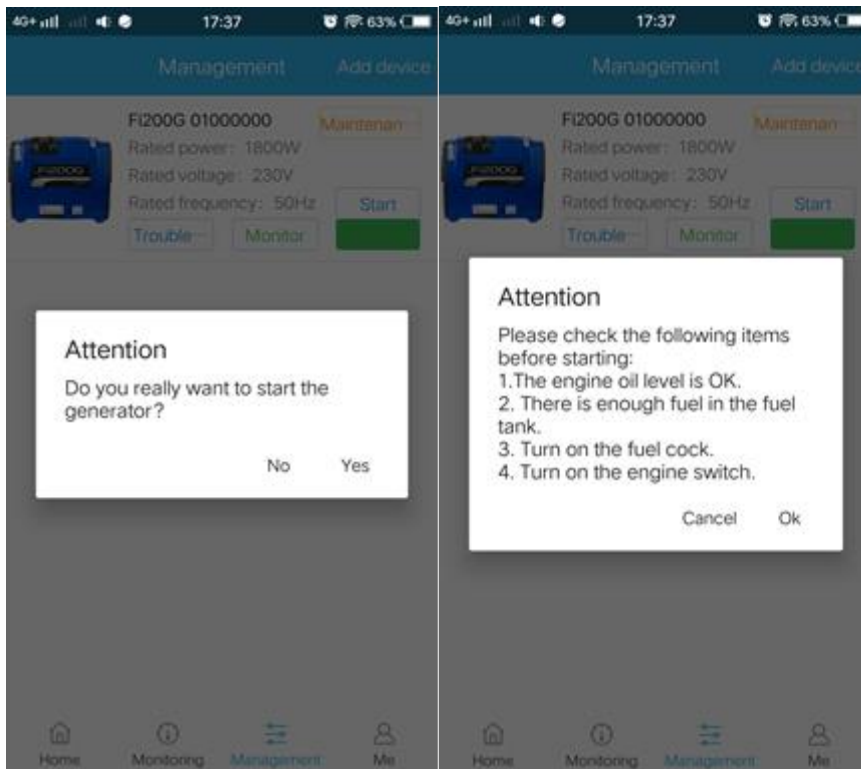 4G+
17:37
63%
Management
Add device
Fi200G 01000000
Maintenan···
Rated power: 1800W
Rated voltage: 230V
Rated frequency: 50Hz
Start
Trouble···
Monitor
Attention
Do you really want to start the
generator?
No
Yes
Home
Monitoring
Management
Me
4G+
17:37
63%
Management
Add device
Fi200G 01000000
Maintenan···
Rated power: 1800W
Rated voltage: 230V
Rated frequency: 50Hz
Start
Trouble···
Monitor
Attention
Please check the following items
before starting:
1.The engine oil level is OK.
2. There is enough fuel in the fuel
tank.
3. Turn on the fuel cock.
4. Turn on the engine switch.
Cancel
Ok
Home
Monitoring
Management
Me